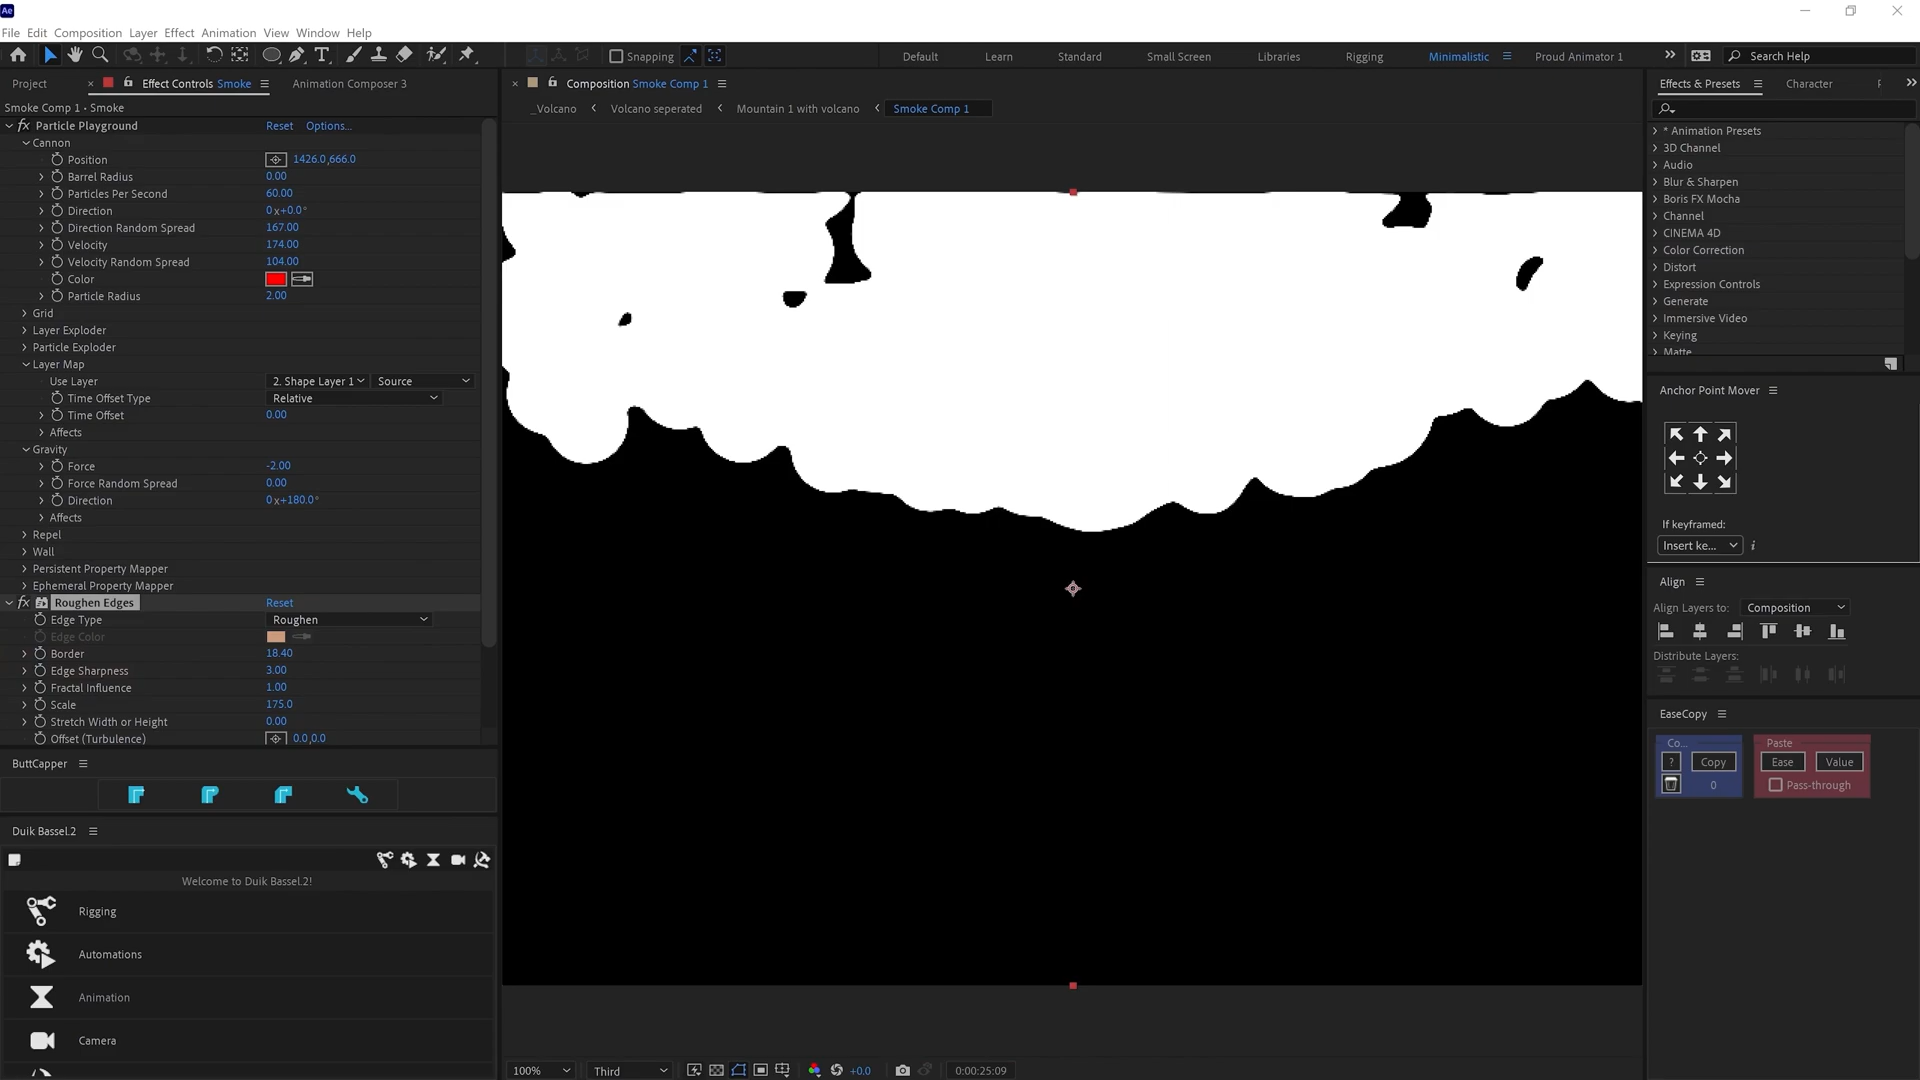 Ae
File Edit Composition Layer Effect Animation View Window Help
Snapping Default Learn Standard Small Screen Libraries Rigging Minimalistic Proud Animator 1 Search Help
Project Effect Controls Smoke Animation Composer 3
Smoke Comp 1 · Smoke
Particle Playground Reset Options...
Cannon
Position 1426.0,666.0
Barrel Radius 0.00
Particles Per Second 60.00
Direction 0x+0.0°
Direction Random Spread 167.00
Velocity 174.00
Velocity Random Spread 104.00
Color
Particle Radius 2.00
Grid
Layer Exploder
Particle Exploder
Layer Map
Use Layer 2. Shape Layer 1 Source
Time Offset Type Relative
Time Offset 0.00
Affects
Gravity
Force -2.00
Force Random Spread 0.00
Direction 0x+180.0°
Affects
Repel
Wall
Persistent Property Mapper
Ephemeral Property Mapper
Roughen Edges Reset
Edge Type Roughen
Edge Color
Border 18.40
Edge Sharpness 3.00
Fractal Influence 1.00
Scale 175.0
Stretch Width or Height 0.00
Offset (Turbulence) 0.0,0.0
ButtCapper
Duik Bassel.2
Welcome to Duik Bassel.2!
Rigging
Automations
Animation
Camera
Composition Smoke Comp 1
_Volcano Volcano seperated Mountain 1 with volcano Smoke Comp 1
100% Third +0.0 0:00:25:09
Effects & Presets Character
* Animation Presets
3D Channel
Audio
Blur & Sharpen
Boris FX Mocha
Channel
CINEMA 4D
Color Correction
Distort
Expression Controls
Generate
Immersive Video
Keying
Matte
Anchor Point Mover
If keyframed:
Insert ke... i
Align
Align Layers to: Composition
Distribute Layers:
EaseCopy
Co... Paste
? Copy Ease Value
0 Pass-through